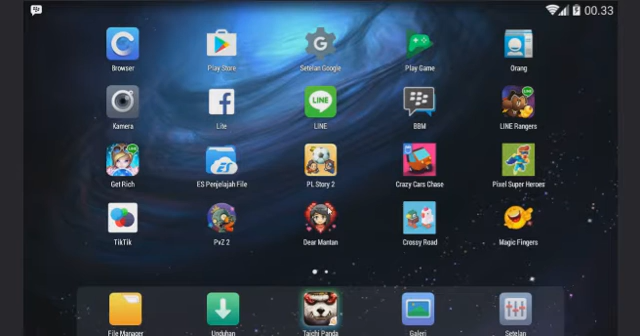 00.33
Browser
Play Store
Setelan Google
Play Game
Orang
Kamera
Lite
LINE
LINE
BBM
LINE Rangers
Get Rich
ES Penjelajah File
PL Story 2
Crazy Cars Chase
Pixel Super Heroes
TikTik
PvZ 2
Dear Mantan
Crossy Road
Magic Fingers
File Manager
Unduhan
Taichi Panda
Galeri
Setelan